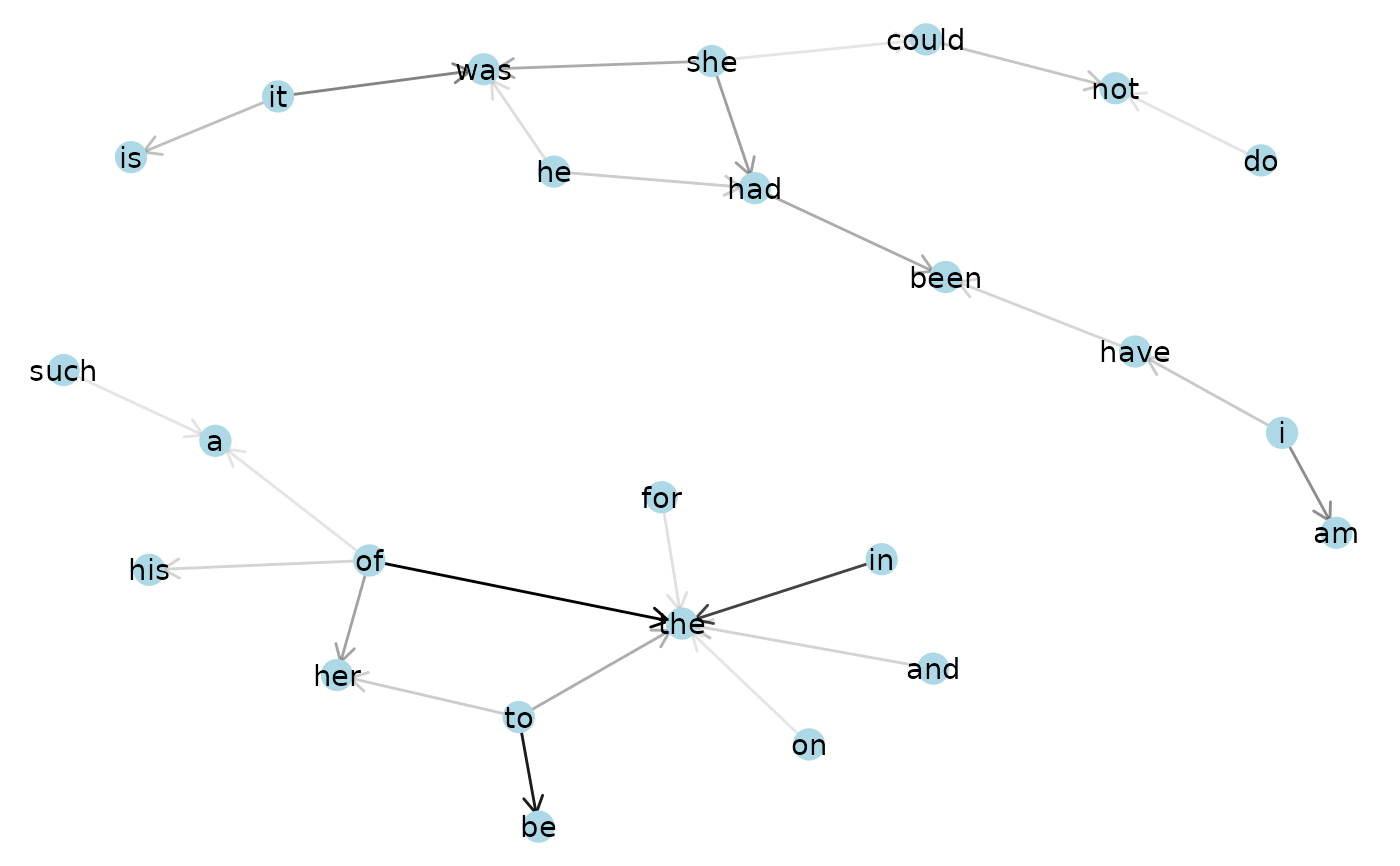 could
was
she
not
it
is
he
do
had
been
have
such
i
a
for
am
in
of
his
the
and
her
to
on
be